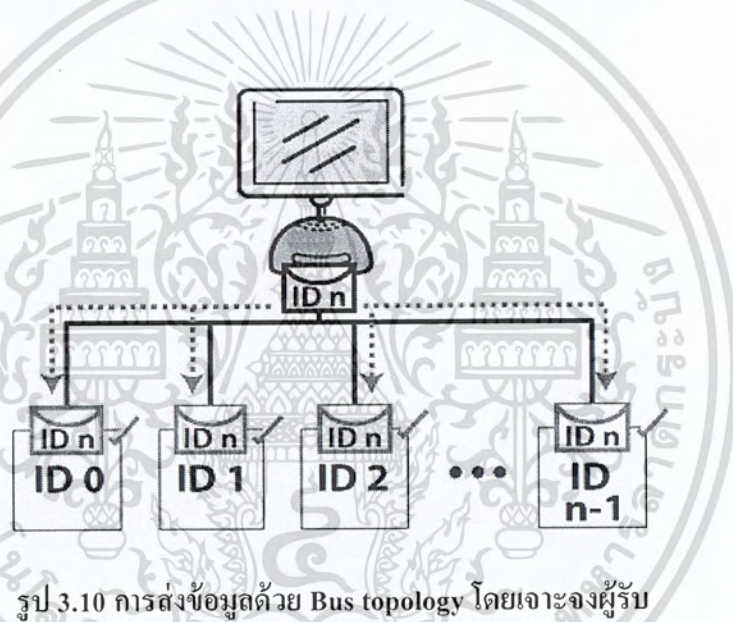 ID n
ID n ID n ID n ID n
ID 0 ID 1 ID 2 ••• ID n-1
รูป 3.10 การส่งข้อมูลด้วย Bus topology โดยเจาะจงผู้รับ